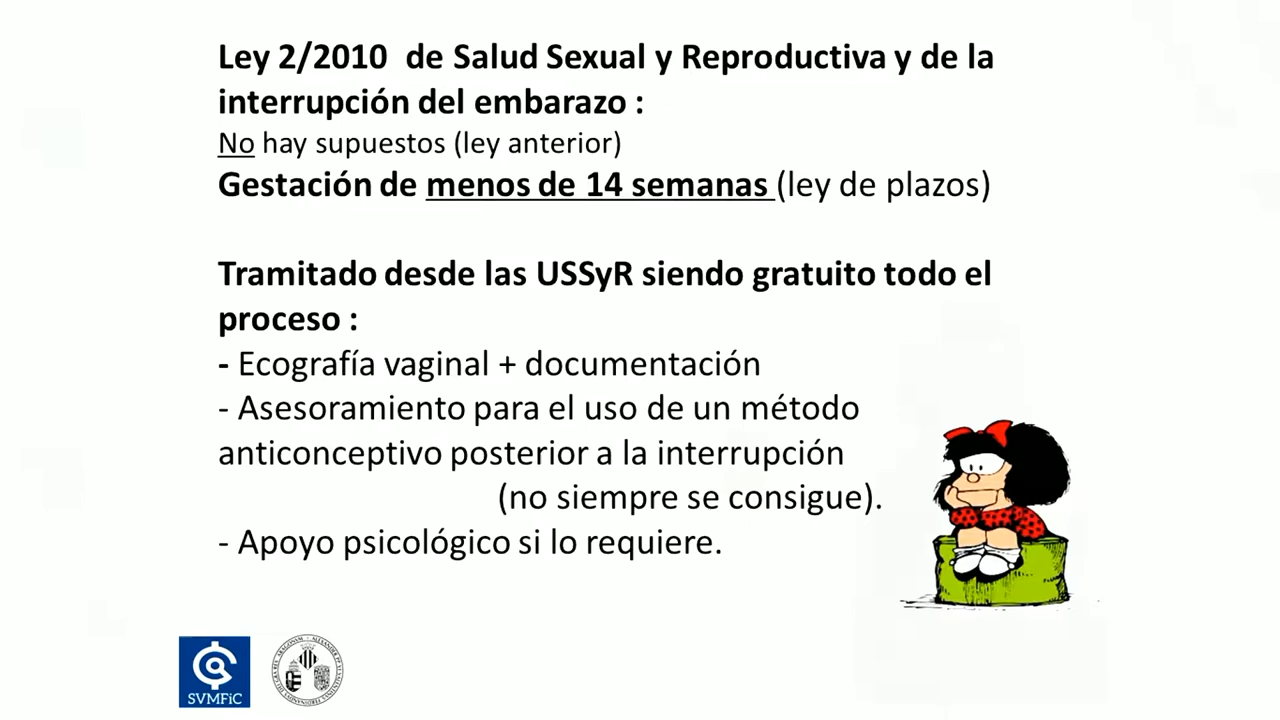 Ley 2/2010 de Salud Sexual y Reproductiva y de la
interrupción del embarazo :
No hay supuestos (ley anterior)
Gestación de menos de 14 semanas (ley de plazos)
Tramitado desde las USSyR siendo gratuito todo el
proceso :
- Ecografía vaginal + documentación
- Asesoramiento para el uso de un método
anticonceptivo posterior a la interrupción
(no siempre se consigue).
- Apoyo psicológico si lo requiere.
SVMFiC